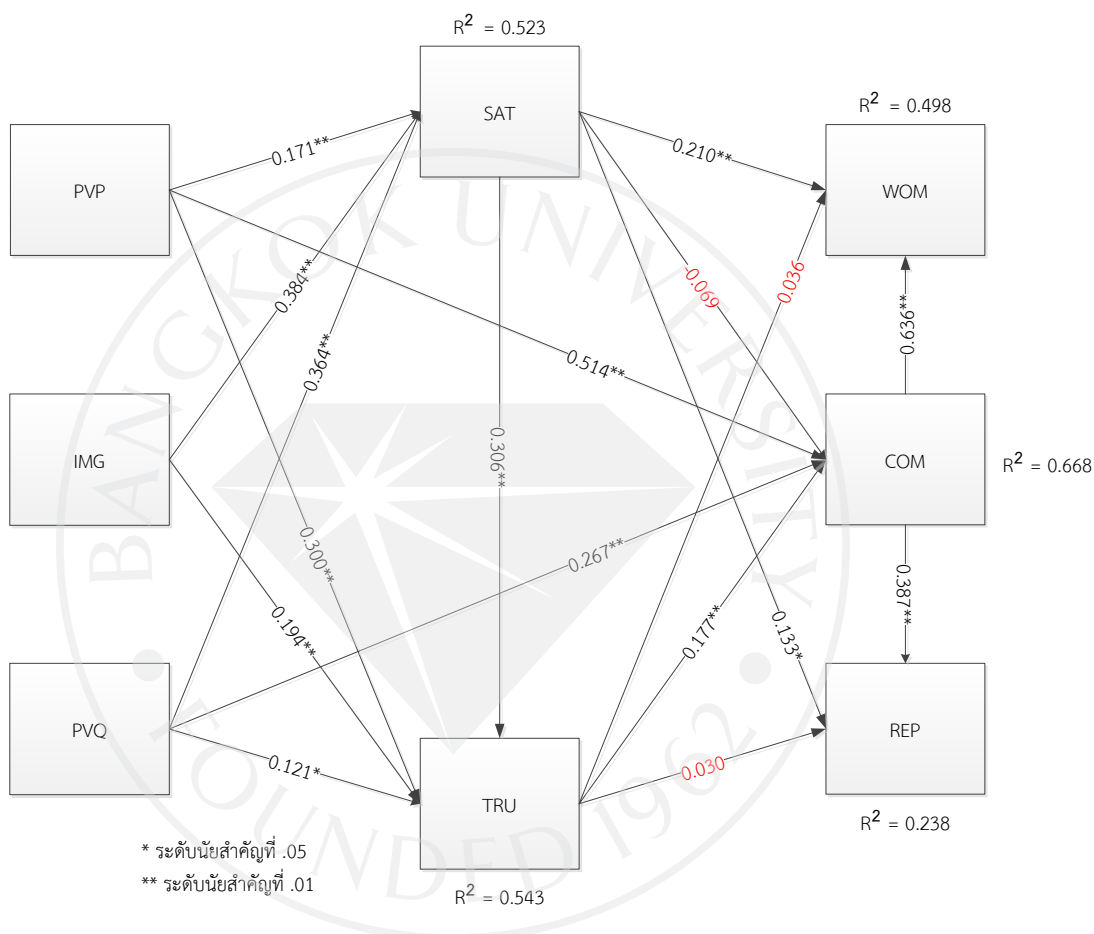 R² = 0.523
SAT
R² = 0.498
PVP
WOM
0.171**
0.210**
0.384**
-0.069
0.036
0.364**
0.514**
0.636**
IMG
0.306**
COM
R² = 0.668
0.300**
0.267**
0.194**
0.177**
0.133*
0.387**
PVQ
REP
0.121*
0.030
TRU
R² = 0.238
* ระดับนัยสำคัญที่ .05
** ระดับนัยสำคัญที่ .01
R² = 0.543
BANGKOK UNIVERSITY
FOUNDED 1962